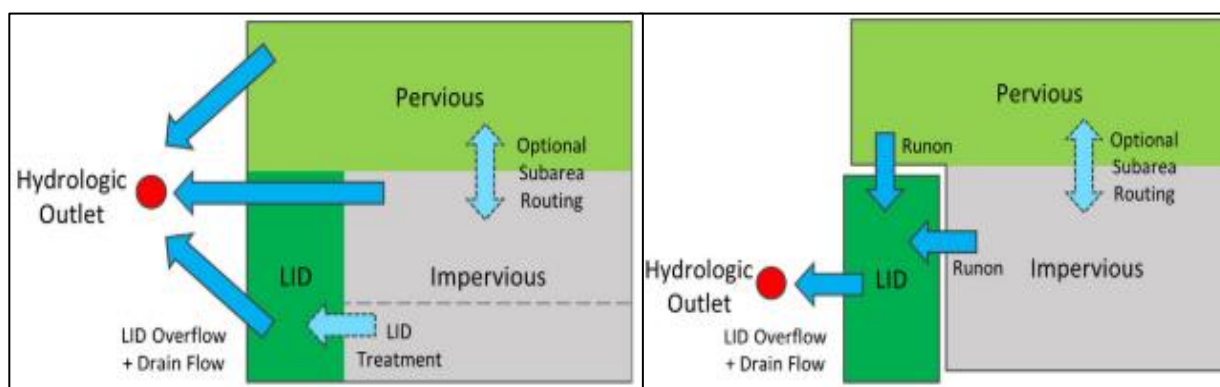 Pervious
Optional
Subarea
Routing
Hydrologic
Outlet
LID
Impervious
LID Overflow
+ Drain Flow
LID
Treatment
Pervious
Runon
Optional
Subarea
Routing
LID
Runon
Impervious
Hydrologic
Outlet
LID Overflow
+ Drain Flow